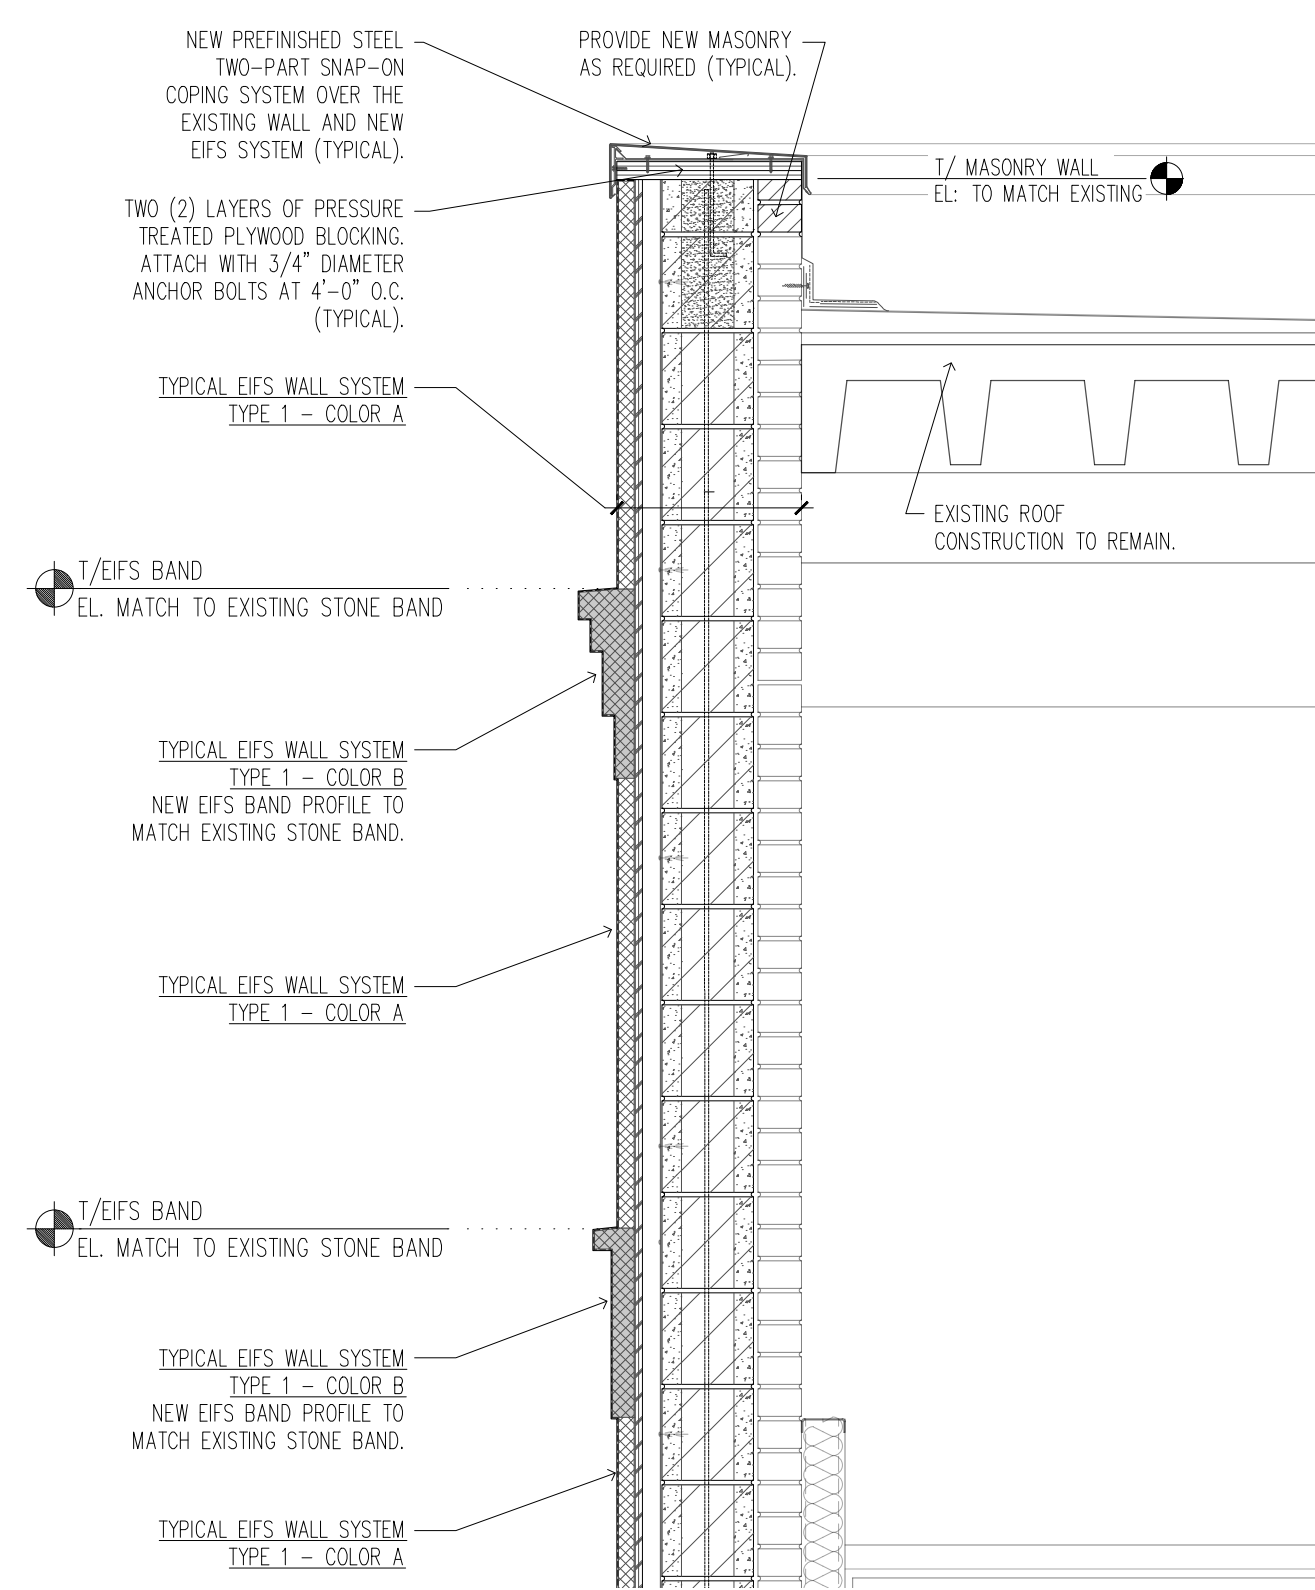 NEW PREFINISHED STEEL
TWO-PART SNAP-ON
COPING SYSTEM OVER THE
EXISTING WALL AND NEW
EIFS SYSTEM (TYPICAL).
PROVIDE NEW MASONRY
AS REQUIRED (TYPICAL).
T/ MASONRY WALL
EL: TO MATCH EXISTING
TWO (2) LAYERS OF PRESSURE
TREATED PLYWOOD BLOCKING.
ATTACH WITH 3/4" DIAMETER
ANCHOR BOLTS AT 4'-0" O.C.
(TYPICAL).
TYPICAL EIFS WALL SYSTEM
TYPE 1 - COLOR A
EXISTING ROOF
CONSTRUCTION TO REMAIN.
T/EIFS BAND
EL. MATCH TO EXISTING STONE BAND
TYPICAL EIFS WALL SYSTEM
TYPE 1 - COLOR B
NEW EIFS BAND PROFILE TO
MATCH EXISTING STONE BAND.
TYPICAL EIFS WALL SYSTEM
TYPE 1 - COLOR A
T/EIFS BAND
EL. MATCH TO EXISTING STONE BAND
TYPICAL EIFS WALL SYSTEM
TYPE 1 - COLOR B
NEW EIFS BAND PROFILE TO
MATCH EXISTING STONE BAND.
TYPICAL EIFS WALL SYSTEM
TYPE 1 - COLOR A